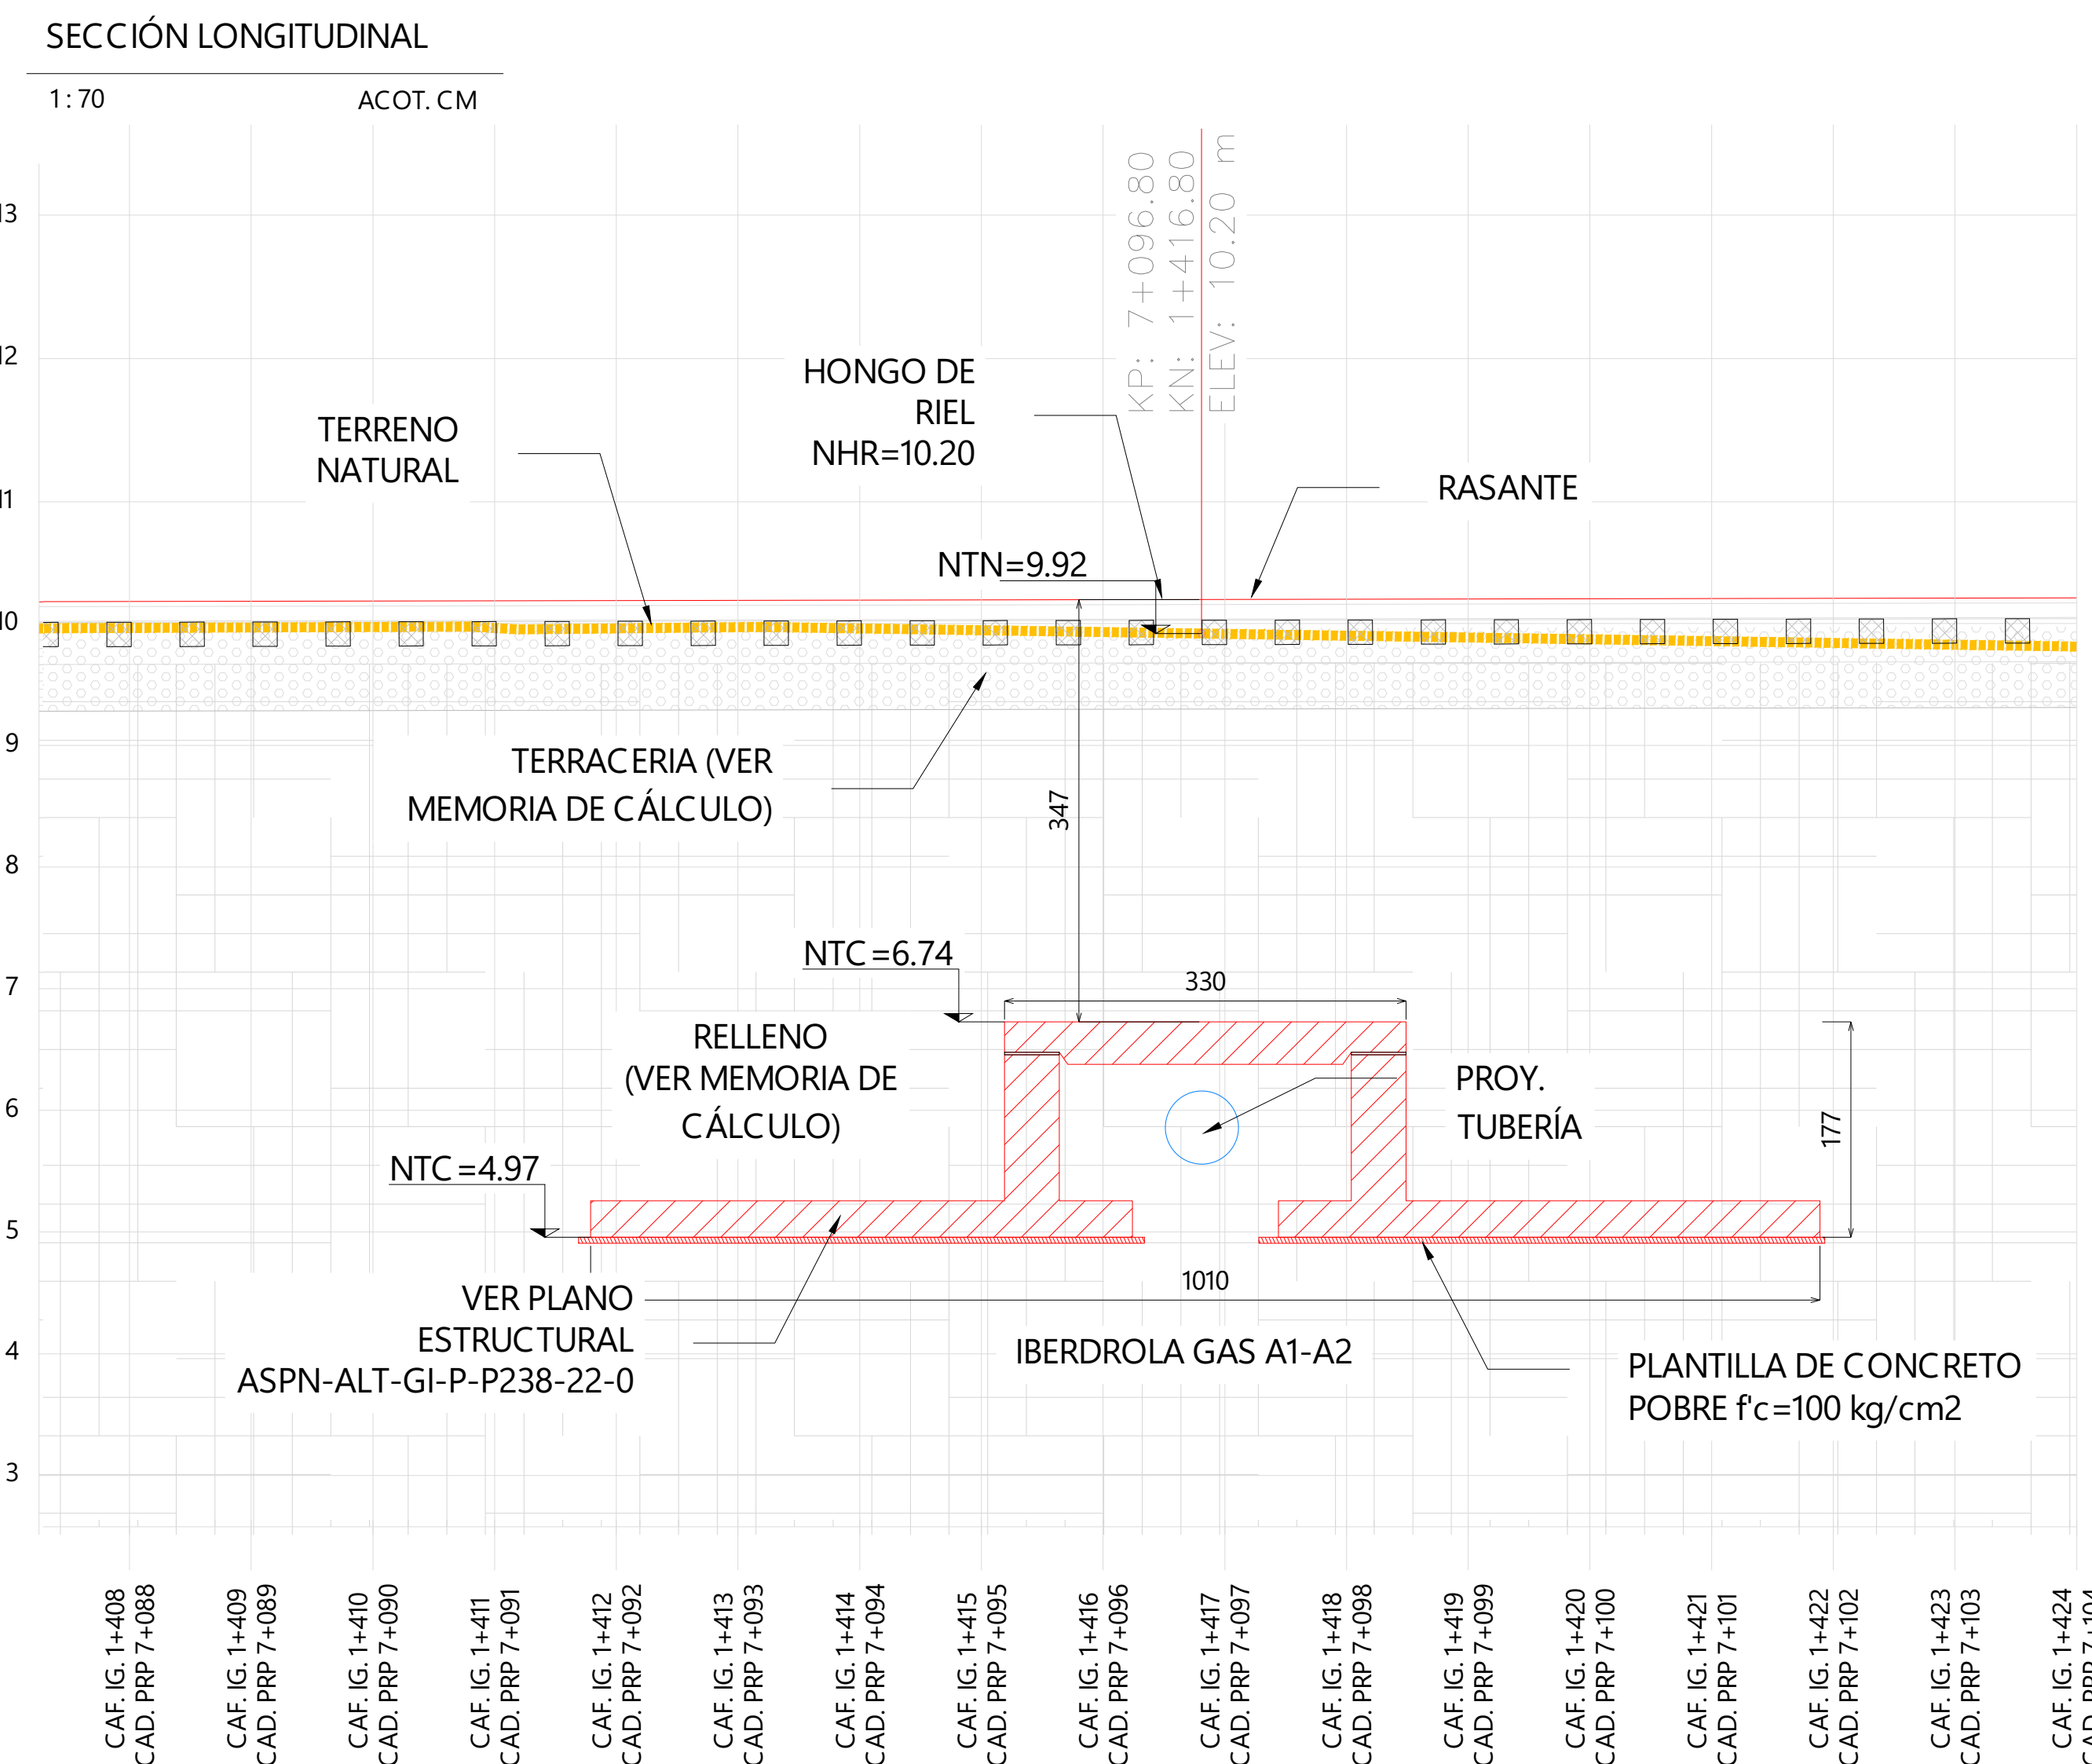 SECCIÓN LONGITUDINAL
1 : 70
ACOT. CM
KP: 7+096.80
KN: 1+416.80
ELEV: 10.20 m
13
12
11
10
9
8
7
6
5
4
3
HONGO DE
RIEL
NHR=10.20
TERRENO
NATURAL
RASANTE
NTN=9.92
TERRACERIA (VER
MEMORIA DE CÁLCULO)
347
NTC=6.74
330
RELLENO
(VER MEMORIA DE
CÁLCULO)
PROY.
TUBERÍA
177
NTC=4.97
1010
VER PLANO
ESTRUCTURAL
ASPN-ALT-GI-P-P238-22-0
IBERDROLA GAS A1-A2
PLANTILLA DE CONCRETO
POBRE f'c=100 kg/cm2
CAF. IG. 1+408
CAD. PRP 7+088
CAF. IG. 1+409
CAD. PRP 7+089
CAF. IG. 1+410
CAD. PRP 7+090
CAF. IG. 1+411
CAD. PRP 7+091
CAF. IG. 1+412
CAD. PRP 7+092
CAF. IG. 1+413
CAD. PRP 7+093
CAF. IG. 1+414
CAD. PRP 7+094
CAF. IG. 1+415
CAD. PRP 7+095
CAF. IG. 1+416
CAD. PRP 7+096
CAF. IG. 1+417
CAD. PRP 7+097
CAF. IG. 1+418
CAD. PRP 7+098
CAF. IG. 1+419
CAD. PRP 7+099
CAF. IG. 1+420
CAD. PRP 7+100
CAF. IG. 1+421
CAD. PRP 7+101
CAF. IG. 1+422
CAD. PRP 7+102
CAF. IG. 1+423
CAD. PRP 7+103
CAF. IG. 1+424
CAD. PRP 7+104